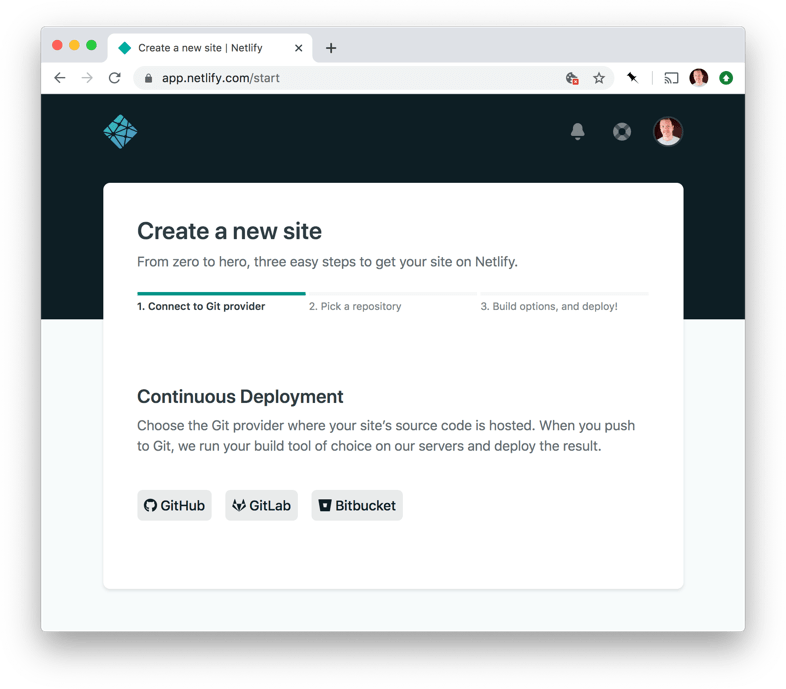 Create a new site | Netlify
app.netlify.com/start
Create a new site
From zero to hero, three easy steps to get your site on Netlify.
1. Connect to Git provider
2. Pick a repository
3. Build options, and deploy!
Continuous Deployment
Choose the Git provider where your site’s source code is hosted. When you push
to Git, we run your build tool of choice on our servers and deploy the result.
GitHub
GitLab
Bitbucket